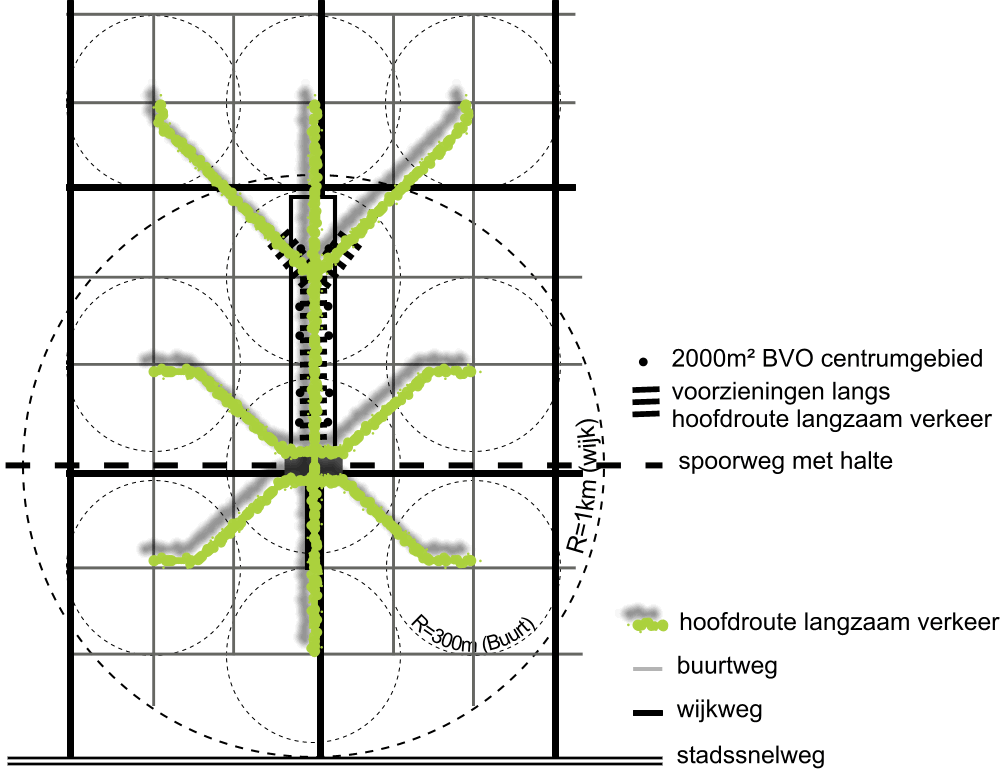 2000m² BVO centrumgebied
voorzieningen langs
hoofdroute langzaam verkeer
spoorweg met halte
R=1km (wijk)
R=300m (Buurt)
hoofdroute langzaam verkeer
buurtweg
wijkweg
stadssnelweg